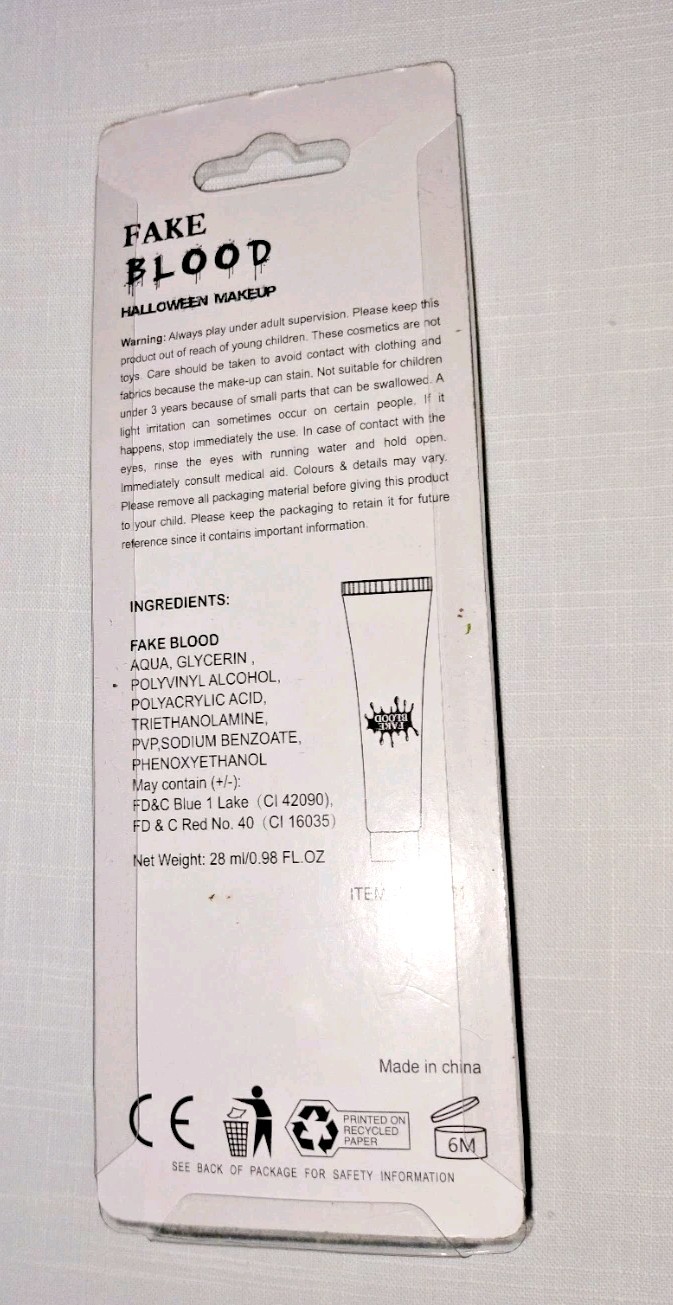 FAKE
BLOOD
HALLOWEEN MAKEUP
Warning: Always play under adult supervision. Please keep this
product out of reach of young children. These cosmetics are not
toys. Care should be taken to avoid contact with clothing and
fabrics because the make-up can stain. Not suitable for children
under 3 years because of small parts that can be swallowed. A
light irritation can sometimes occur on certain people. If it
happens, stop immediately the use. In case of contact with the
eyes, rinse the eyes with running water and hold open.
Immediately consult medical aid. Colours & details may vary.
Please remove all packaging material before giving this product
to your child. Please keep the packaging to retain it for future
reference since it contains important information.
INGREDIENTS:
FAKE BLOOD
AQUA, GLYCERIN ,
POLYVINYL ALCOHOL,
POLYACRYLIC ACID,
TRIETHANOLAMINE,
PVP,SODIUM BENZOATE,
PHENOXYETHANOL
May contain (+/-):
FD&C Blue 1 Lake (CI 42090),
FD & C Red No. 40 (CI 16035)
Net Weight: 28 ml/0.98 FL.OZ
FAKE
BLOOD
ITEM
Made in china
CE
PRINTED ON
RECYCLED
PAPER
6M
SEE BACK OF PACKAGE FOR SAFETY INFORMATION